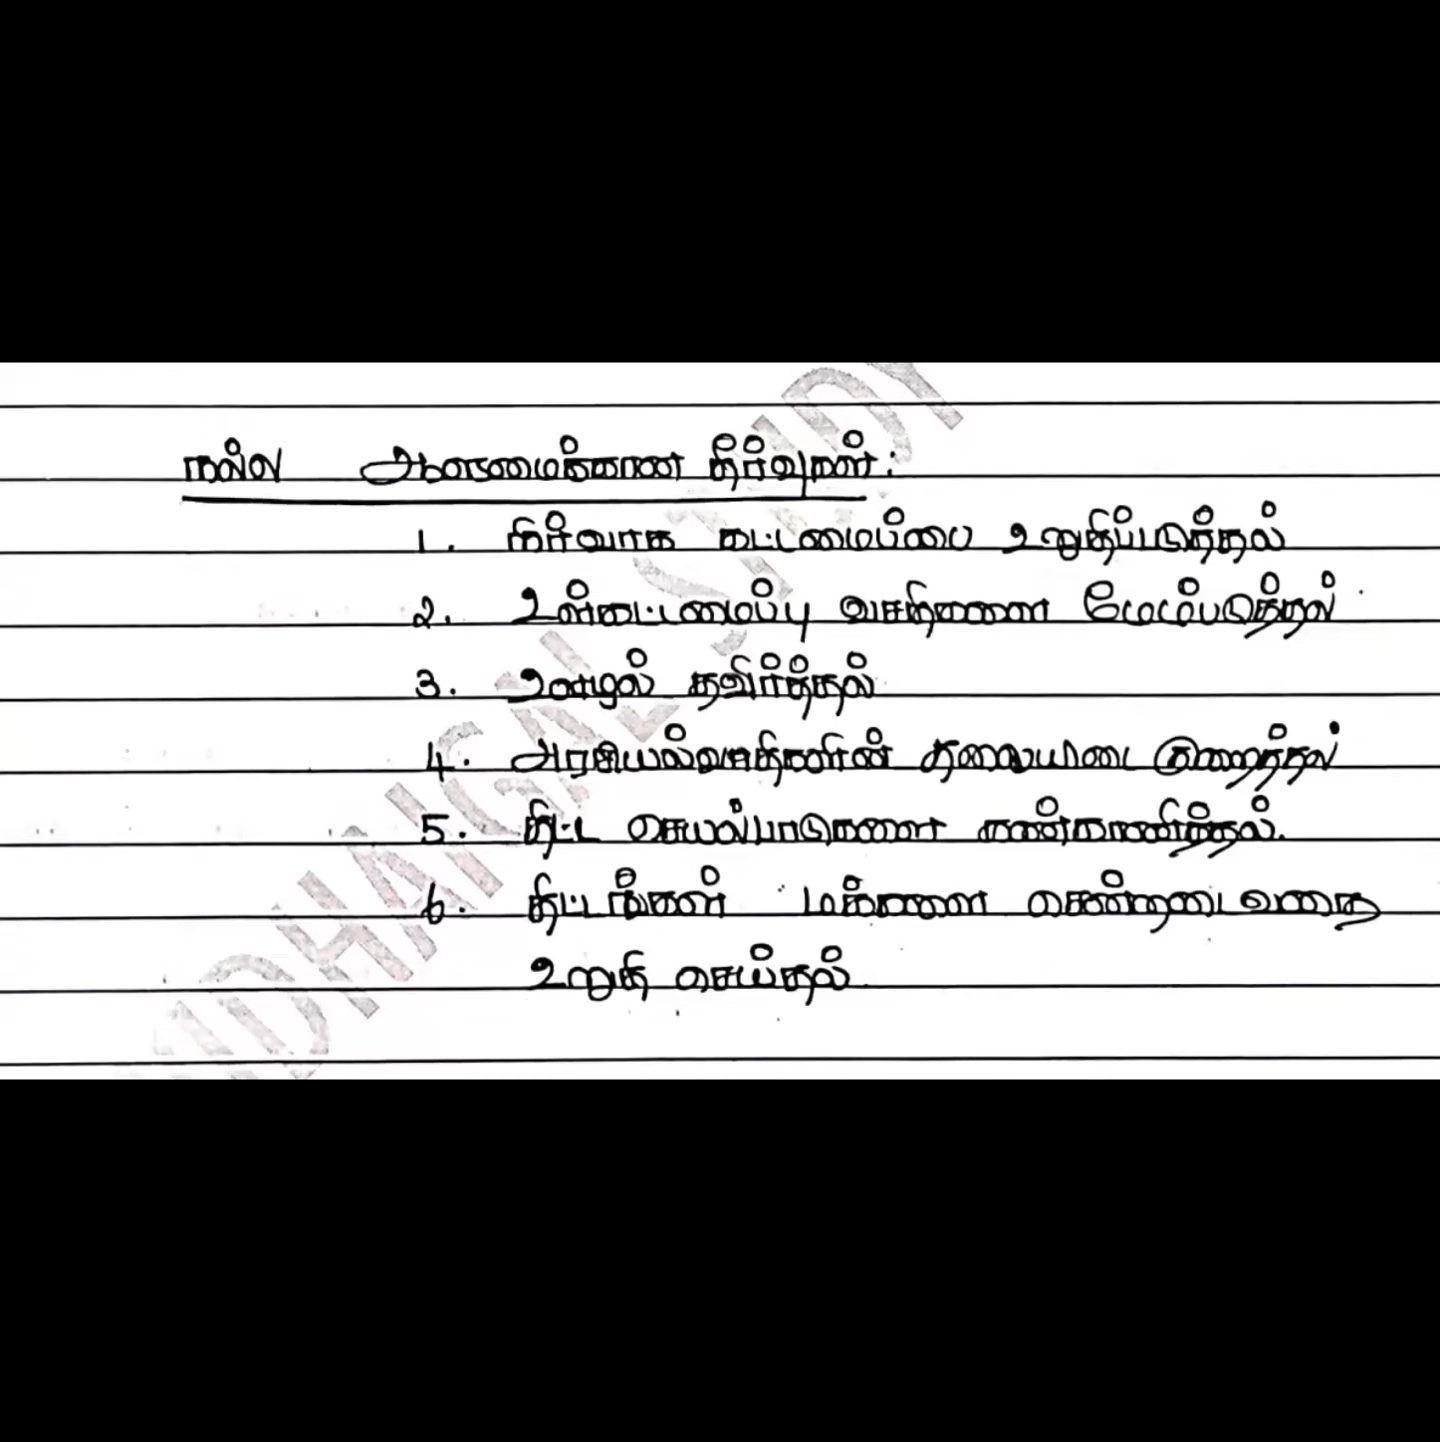 நல்ல ஆளுமைக்கான தீர்வுகள்:
1. நிர்வாக கட்டமைப்பை உறுதிப்படுத்தல்
2. உள்கட்டமைப்பு வசதிகளை மேம்படுத்தல்
3. ஊழல் தவிர்த்தல்
4. அரசியல்வாதிகளின் தலையீடை குறைத்தல்
5. திட்ட செயல்பாடுகளை கண்காணித்தல்.
6. திட்டங்கள் மக்களை சென்றடைவதை
உறுதி செய்தல்